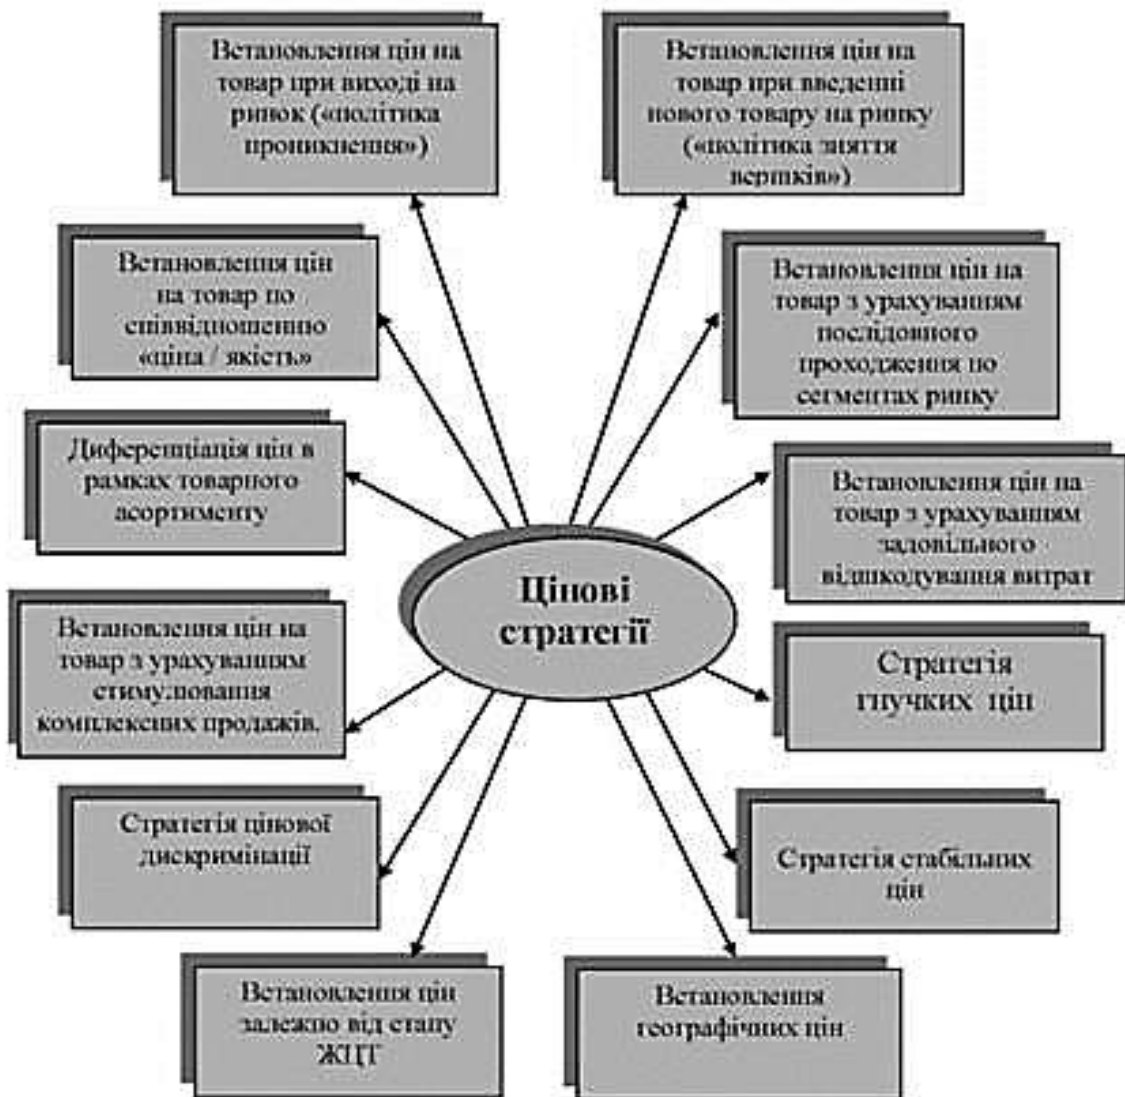 Встановлення цін на
товар при виході на
ринок («політика
проникнення»)
Встановлення цін на
товар при введенні
нового товару на ринку
(«політика зняття
вершків»)
Встановлення цін
на товар по
співвідношенню
«ціна / якість»
Встановлення цін на
товар з урахуванням
послідовного
проходження по
сегментах ринку
Диференціація цін в
рамках товарного
асортименту
Встановлення цін на
товар з урахуванням
задовільного
відшкодування витрат
Цінові
стратегії
Встановлення цін на
товар з урахуванням
стимулювання
комплексних продажів.
Стратегія
гнучких цін
Стратегія цінової
дискримінації
Стратегія стабільних
цін
Встановлення цін
залежно від етапу
ЖЦТ
Встановлення
географічних цін